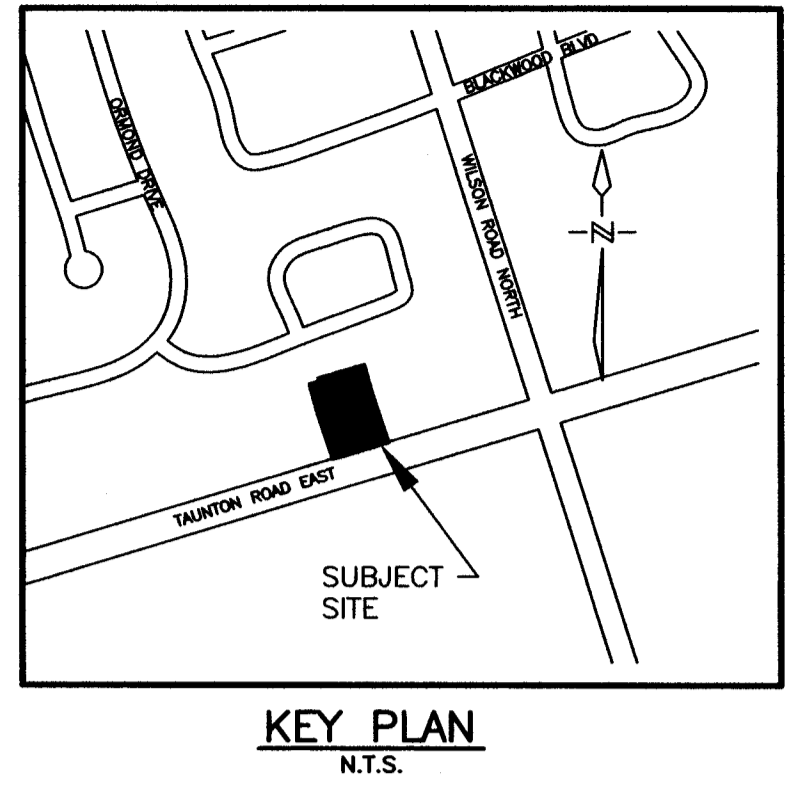 BLACKWOOD BLVD
ORMOND DRIVE
WILSON ROAD NORTH
N
TAUNTON ROAD EAST
SUBJECT
SITE
KEY PLAN
N.T.S.